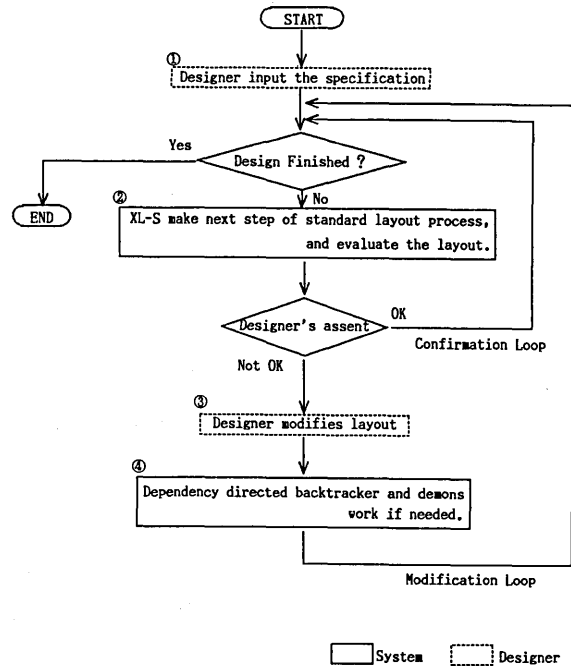 START
①
Designer input the specification
Yes
Design Finished ?
END
No
②
XL-S make next step of standard layout process,
and evaluate the layout.
Designer's assent
OK
Confirmation Loop
Not OK
③
Designer modifies layout
④
Dependency directed backtracker and demons
work if needed.
Modification Loop
System
Designer